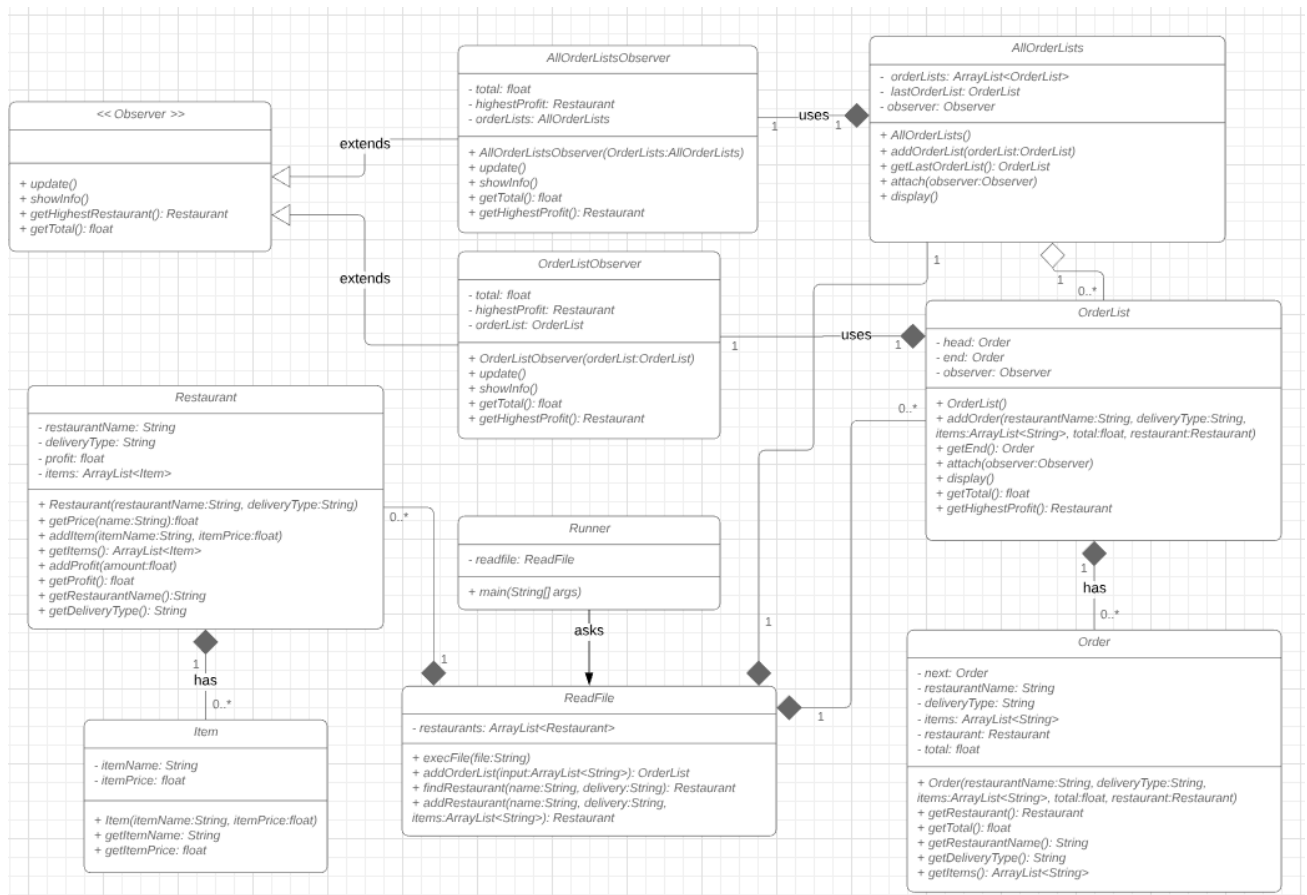 << Observer >>
+ update()
+ showInfo()
+ getHighestRestaurant(): Restaurant
+ getTotal(): float
extends
extends
AllOrderListsObserver
- total: float
- highestProfit: Restaurant
- orderLists: AllOrderLists
+ AllOrderListsObserver(OrderLists:AllOrderLists)
+ update()
+ showInfo()
+ getTotal(): float
+ getHighestProfit(): Restaurant
1
uses
1
AllOrderLists
- orderLists: ArrayList<OrderList>
- lastOrderList: OrderList
- observer: Observer
+ AllOrderLists()
+ addOrderList(orderList:OrderList)
+ getLastOrderList(): OrderList
+ attach(observer:Observer)
+ display()
1
1
0..*
OrderListObserver
- total: float
- highestProfit: Restaurant
- orderList: OrderList
+ OrderListObserver(orderList:OrderList)
+ update()
+ showInfo()
+ getTotal(): float
+ getHighestProfit(): Restaurant
1
uses
1
OrderList
- head: Order
- end: Order
- observer: Observer
+ OrderList()
+ addOrder(restaurantName:String, deliveryType:String,
items:ArrayList<String>, total:float, restaurant:Restaurant)
+ getEnd(): Order
+ attach(observer:Observer)
+ display()
+ getTotal(): float
+ getHighestProfit(): Restaurant
0..*
1
has
0..*
Restaurant
- restaurantName: String
- deliveryType: String
- profit: float
- items: ArrayList<Item>
+ Restaurant(restaurantName:String, deliveryType:String)
+ getPrice(name:String):float
+ addItem(itemName:String, itemPrice:float)
+ getItems(): ArrayList<Item>
+ addProfit(amount:float)
+ getProfit(): float
+ getRestaurantName():String
+ getDeliveryType(): String
0..*
1
1
has
0..*
Runner
- readfile: ReadFile
+ main(String[] args)
asks
1
1
ReadFile
- restaurants: ArrayList<Restaurant>
+ execFile(file:String)
+ addOrderList(input:ArrayList<String>): OrderList
+ findRestaurant(name:String, delivery:String): Restaurant
+ addRestaurant(name:String, delivery:String,
items:ArrayList<String>): Restaurant
Item
- itemName: String
- itemPrice: float
+ Item(itemName:String, itemPrice:float)
+ getItemName: String
+ getItemPrice: float
Order
- next: Order
- restaurantName: String
- deliveryType: String
- items: ArrayList<String>
- restaurant: Restaurant
- total: float
+ Order(restaurantName:String, deliveryType:String,
items:ArrayList<String>, total:float, restaurant:Restaurant)
+ getRestaurant(): Restaurant
+ getTotal(): float
+ getRestaurantName(): String
+ getDeliveryType(): String
+ getItems(): ArrayList<String>